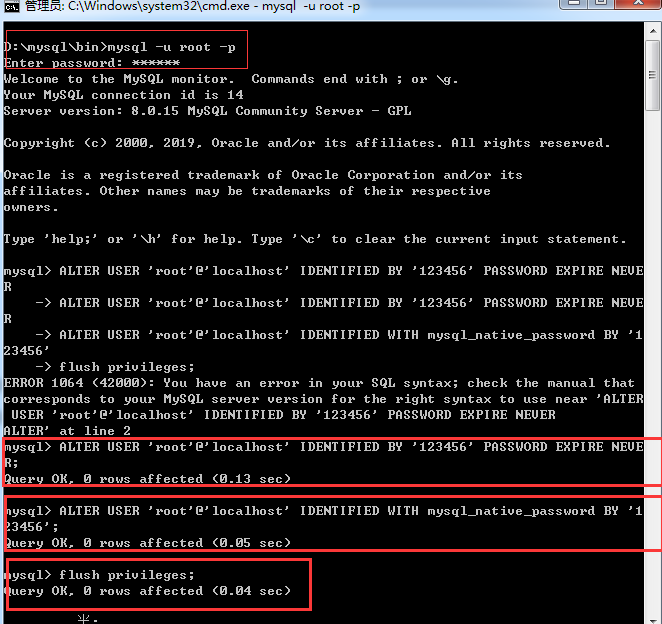 管理员: C:\Windows\system32\cmd.exe - mysql -u root -p
D:\mysql\bin>mysql -u root -p
Enter password: ******
Welcome to the MySQL monitor.  Commands end with ; or \g.
Your MySQL connection id is 14
Server version: 8.0.15 MySQL Community Server - GPL
Copyright (c) 2000, 2019, Oracle and/or its affiliates. All rights reserved.
Oracle is a registered trademark of Oracle Corporation and/or its
affiliates. Other names may be trademarks of their respective
owners.
Type 'help;' or '\h' for help. Type '\c' to clear the current input statement.
mysql> ALTER USER 'root'@'localhost' IDENTIFIED BY '123456' PASSWORD EXPIRE NEVE
R
    -> ALTER USER 'root'@'localhost' IDENTIFIED BY '123456' PASSWORD EXPIRE NEVE
R
    -> ALTER USER 'root'@'localhost' IDENTIFIED WITH mysql_native_password BY '1
23456'
    -> flush privileges;
ERROR 1064 (42000): You have an error in your SQL syntax; check the manual that
corresponds to your MySQL server version for the right syntax to use near 'ALTER
 USER 'root'@'localhost' IDENTIFIED BY '123456' PASSWORD EXPIRE NEVER
ALTER' at line 2
mysql> ALTER USER 'root'@'localhost' IDENTIFIED BY '123456' PASSWORD EXPIRE NEVE
R;
Query OK, 0 rows affected (0.13 sec)
mysql> ALTER USER 'root'@'localhost' IDENTIFIED WITH mysql_native_password BY '1
23456';
Query OK, 0 rows affected (0.05 sec)
mysql> flush privileges;
Query OK, 0 rows affected (0.04 sec)